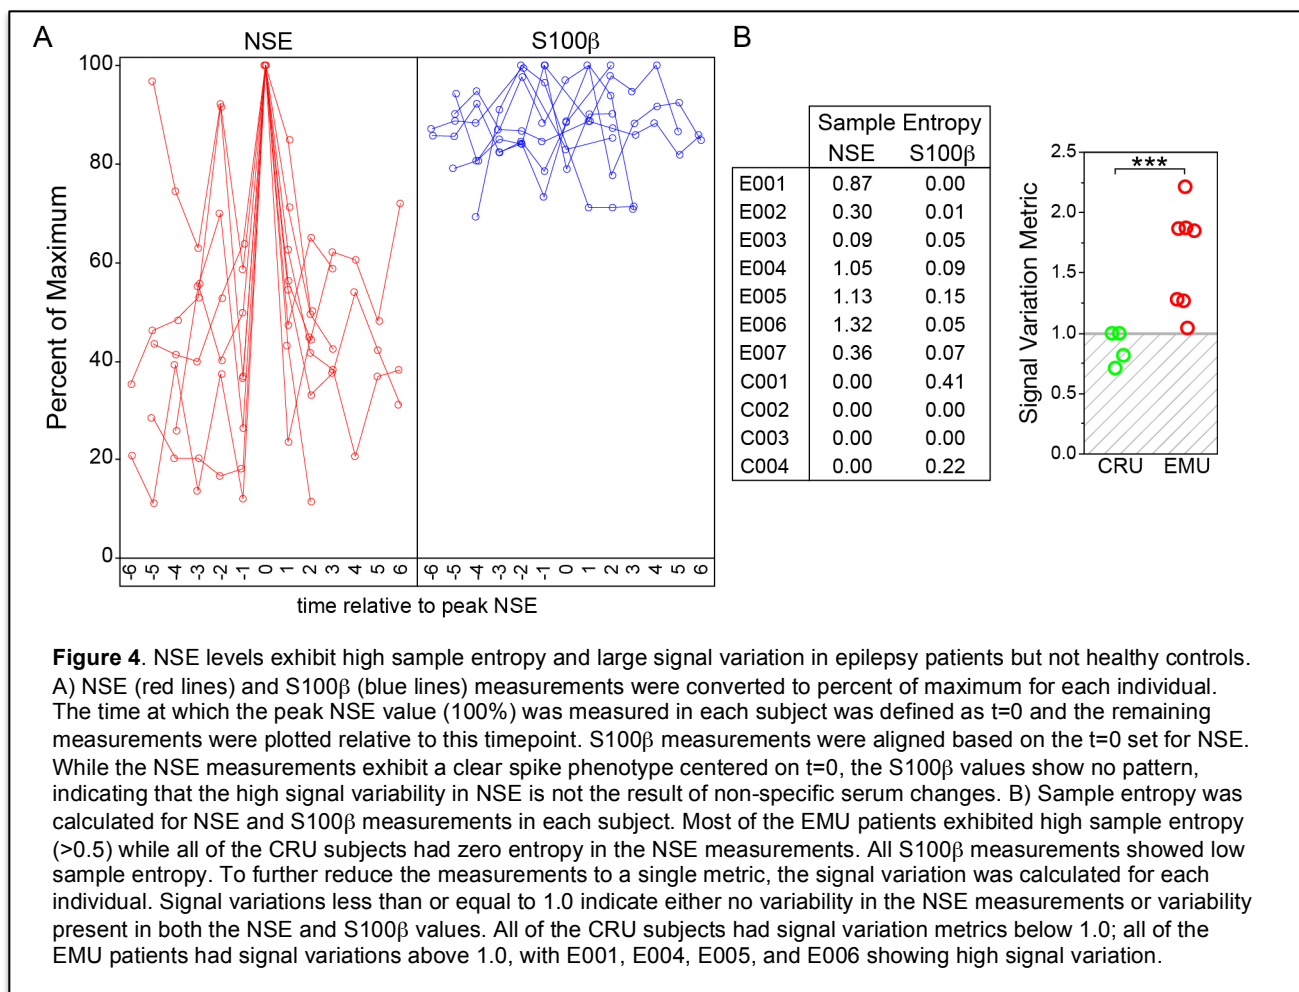 A
NSE
S100β
100
80
60
40
20
0
Percent of Maximum
-6 -5 -4 -3 -2 -1 0 1 2 3 4 5 6
-6 -5 -4 -3 -2 -1 0 1 2 3 4 5 6
time relative to peak NSE
B
Sample Entropy
NSE S100β
E001 0.87 0.00
E002 0.30 0.01
E003 0.09 0.05
E004 1.05 0.09
E005 1.13 0.15
E006 1.32 0.05
E007 0.36 0.07
C001 0.00 0.41
C002 0.00 0.00
C003 0.00 0.00
C004 0.00 0.22
Signal Variation Metric
2.5
2.0
1.5
1.0
0.5
0.0
***
CRU EMU
Figure 4. NSE levels exhibit high sample entropy and large signal variation in epilepsy patients but not healthy controls.
A) NSE (red lines) and S100β (blue lines) measurements were converted to percent of maximum for each individual.
The time at which the peak NSE value (100%) was measured in each subject was defined as t=0 and the remaining
measurements were plotted relative to this timepoint. S100β measurements were aligned based on the t=0 set for NSE.
While the NSE measurements exhibit a clear spike phenotype centered on t=0, the S100β values show no pattern,
indicating that the high signal variability in NSE is not the result of non-specific serum changes. B) Sample entropy was
calculated for NSE and S100β measurements in each subject. Most of the EMU patients exhibited high sample entropy
(>0.5) while all of the CRU subjects had zero entropy in the NSE measurements. All S100β measurements showed low
sample entropy. To further reduce the measurements to a single metric, the signal variation was calculated for each
individual. Signal variations less than or equal to 1.0 indicate either no variability in the NSE measurements or variability
present in both the NSE and S100β values. All of the CRU subjects had signal variation metrics below 1.0; all of the
EMU patients had signal variations above 1.0, with E001, E004, E005, and E006 showing high signal variation.